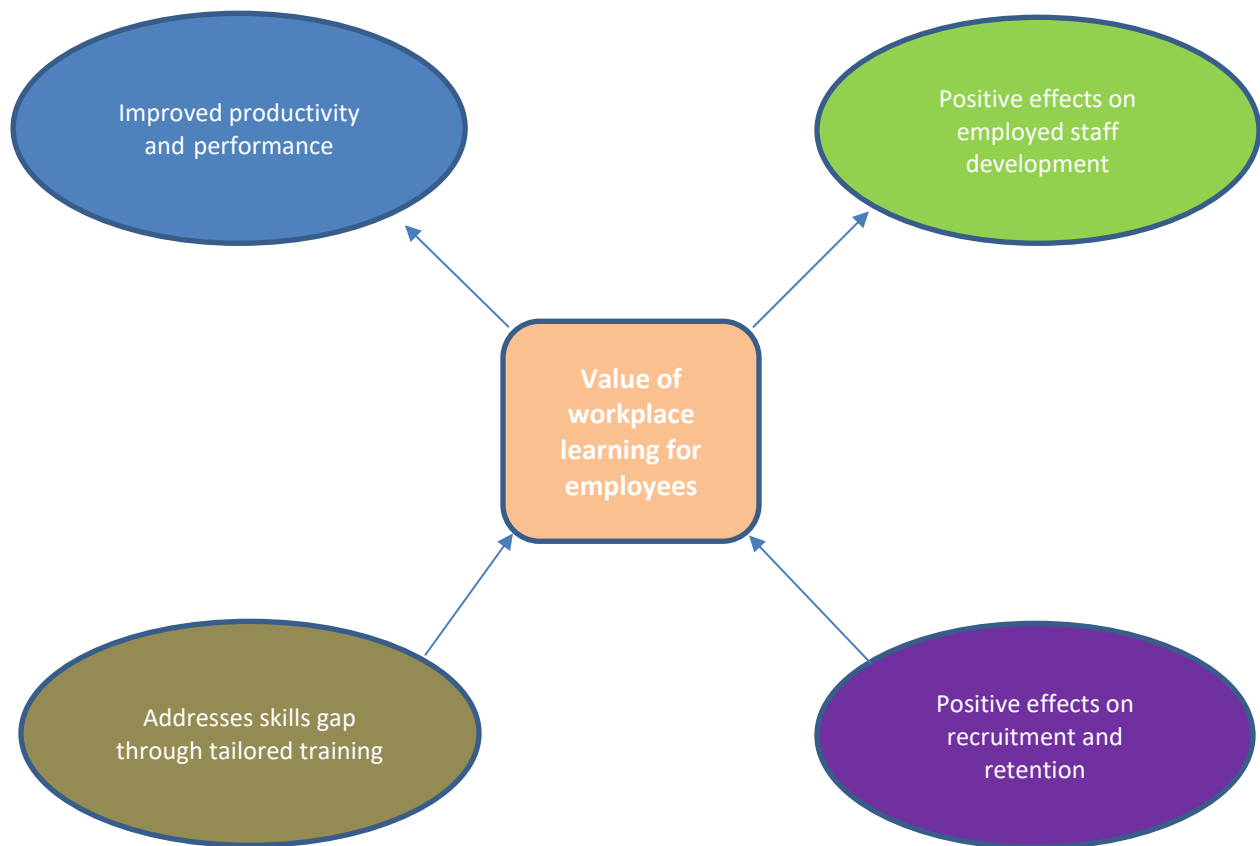 Improved productivity
and performance
Positive effects on
employed staff
development
Value of
workplace
learning for
employees
Addresses skills gap
through tailored training
Positive effects on
recruitment and
retention